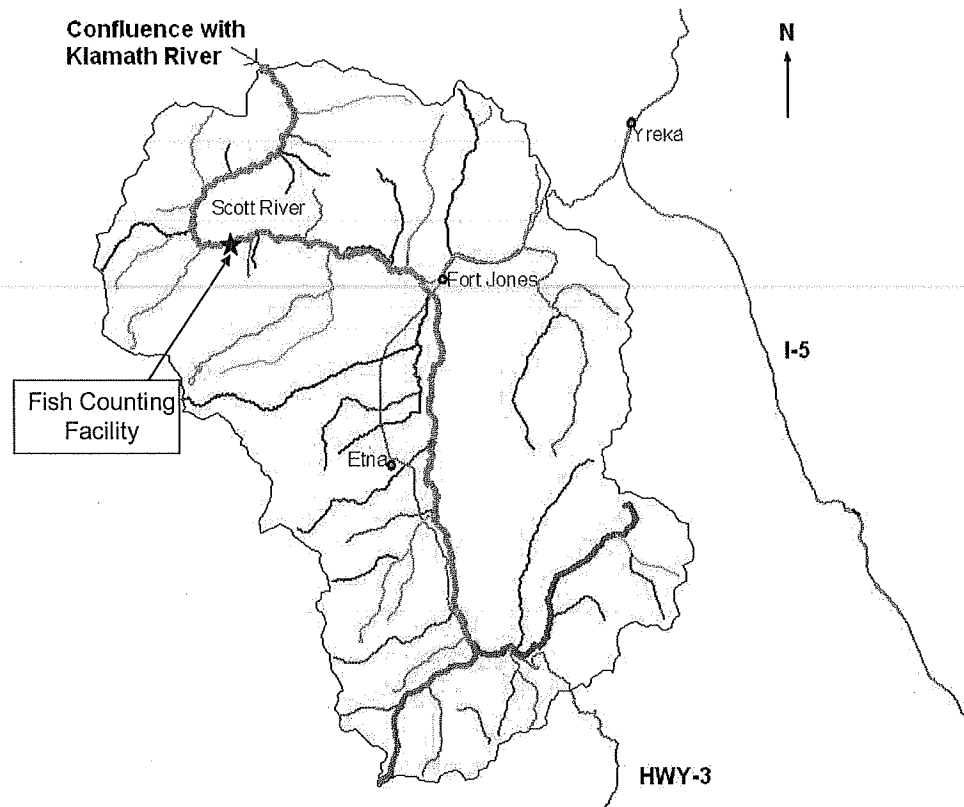 Confluence with
Klamath River
N
Yreka
Scott River
Fort Jones
I-5
Fish Counting
Facility
Etna
HWY-3